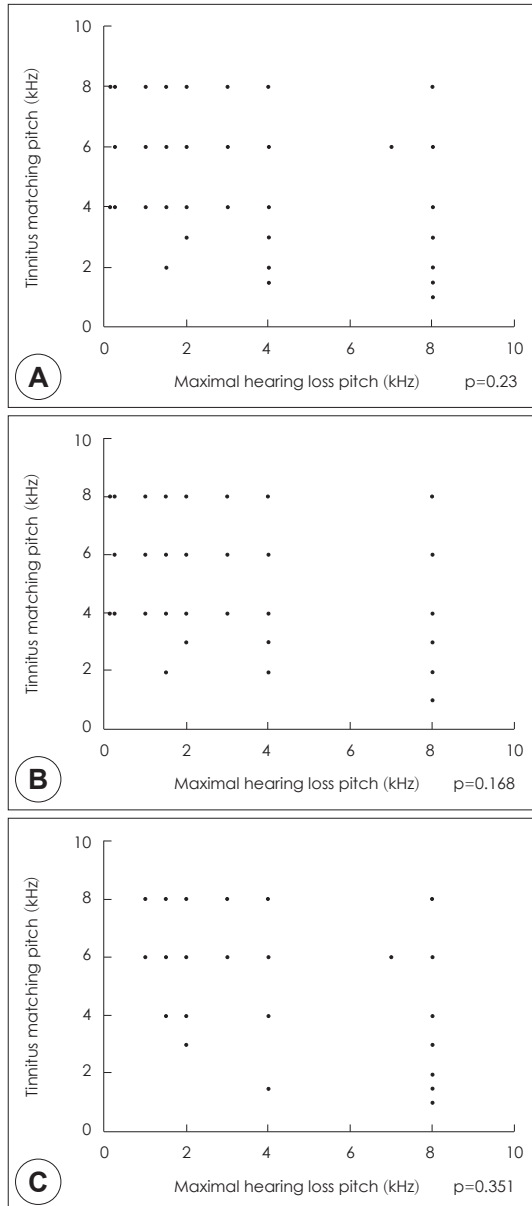 10
8
6
4
2
0
Tinnitus matching pitch (kHz)
0 2 4 6 8 10
A
Maximal hearing loss pitch (kHz) p=0.23
10
8
6
4
2
0
Tinnitus matching pitch (kHz)
0 2 4 6 8 10
B
Maximal hearing loss pitch (kHz) p=0.168
10
8
6
4
2
0
Tinnitus matching pitch (kHz)
0 2 4 6 8 10
C
Maximal hearing loss pitch (kHz) p=0.351